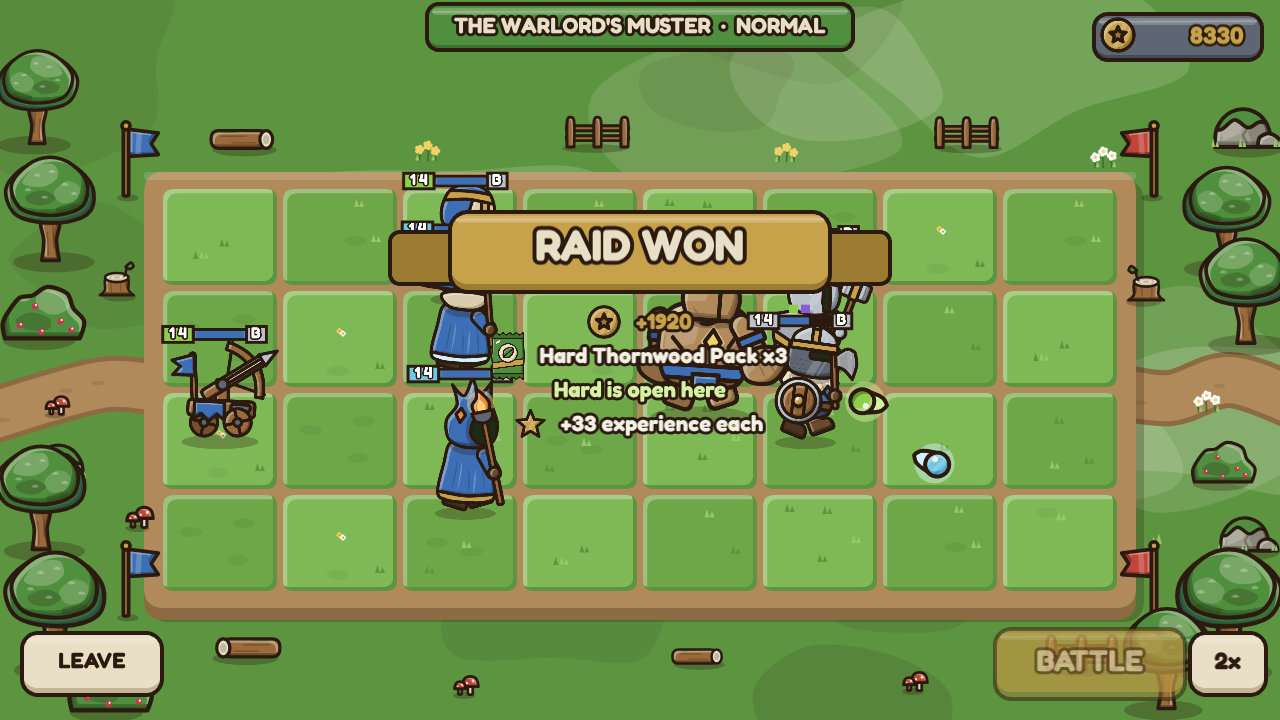 THE WARLORD'S MUSTER · NORMAL
8330
14 B
14
RAID WON
14 B
+1920
14 B
Hard Thornwood Pack x3
14
Hard is open here
+33 experience each
LEAVE
BATTLE
2x